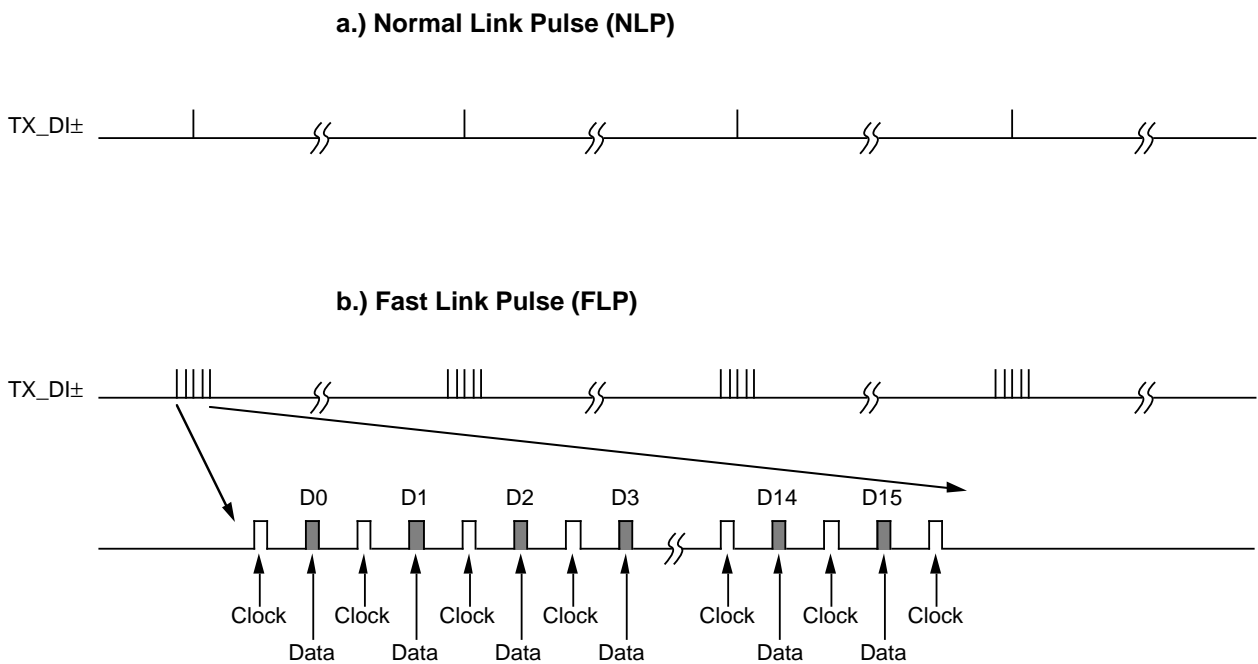 a.) Normal Link Pulse (NLP)
TX_DI±
b.) Fast Link Pulse (FLP)
TX_DI±
D0 D1 D2 D3 D14 D15
Clock Clock Clock Clock Clock Clock Clock
Data Data Data Data Data Data